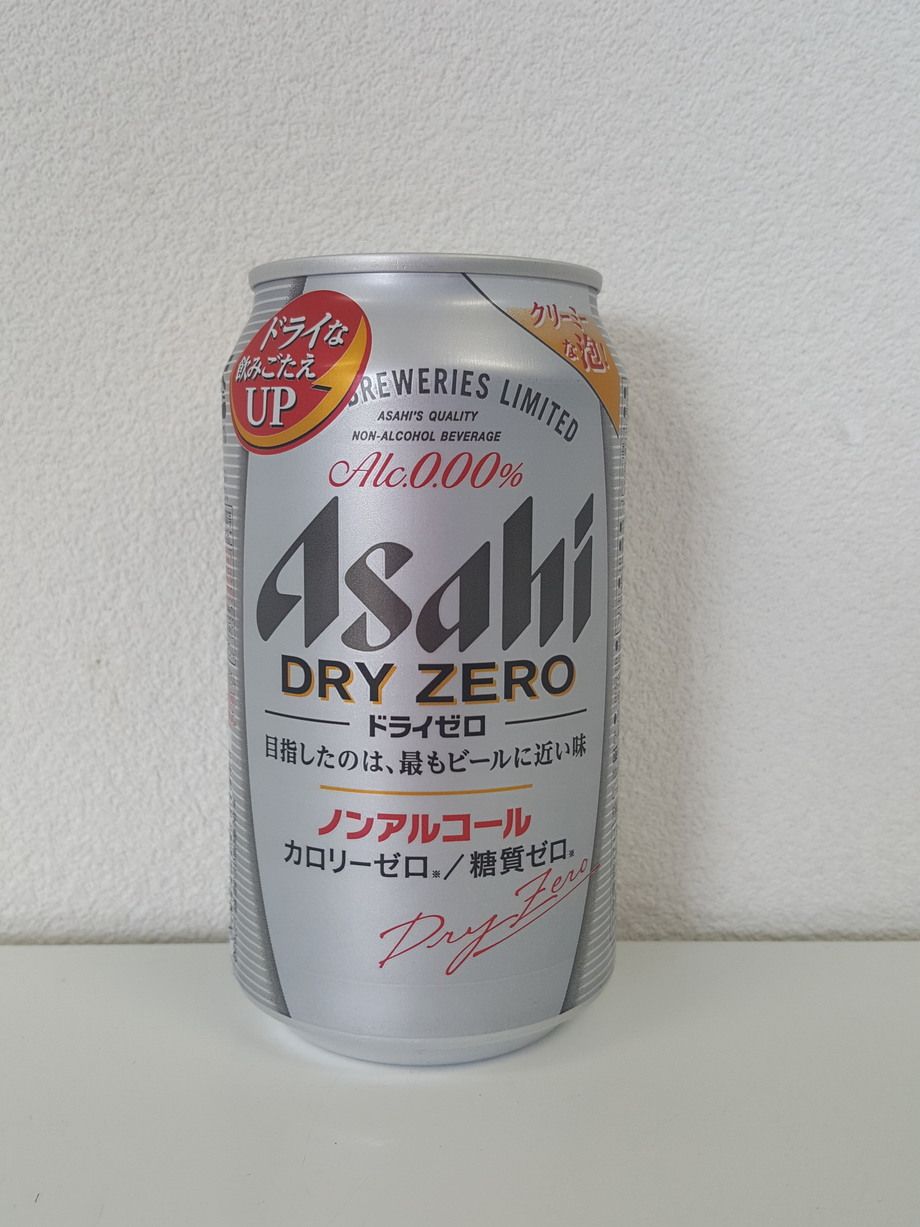 ドライな
飲みごたえ
UP
クリーミー
な泡!
BREWERIES LIMITED
ASAHI'S QUALITY
NON-ALCOHOL BEVERAGE
Alc.0.00%
Asahi
DRY ZERO
ドライゼロ
目指したのは、最もビールに近い味
ノンアルコール
カロリーゼロ※/糖質ゼロ※
Dry Zero